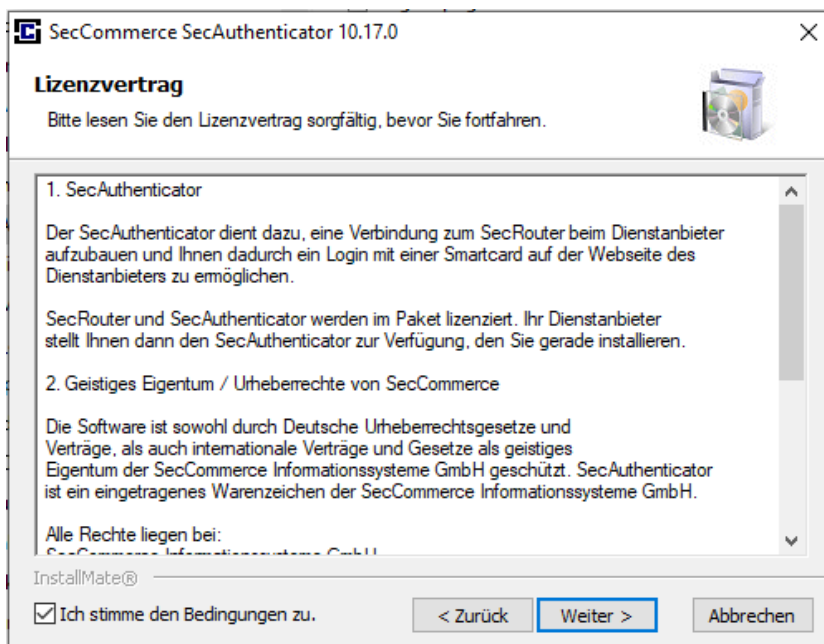 SecCommerce SecAuthenticator 10.17.0
Lizenzvertrag
Bitte lesen Sie den Lizenzvertrag sorgfältig, bevor Sie fortfahren.
1. SecAuthenticator
Der SecAuthenticator dient dazu, eine Verbindung zum SecRouter beim Dienstanbieter
aufzubauen und Ihnen dadurch ein Login mit einer Smartcard auf der Webseite des
Dienstanbieters zu ermöglichen.
SecRouter und SecAuthenticator werden im Paket lizenziert. Ihr Dienstanbieter
stellt Ihnen dann den SecAuthenticator zur Verfügung, den Sie gerade installieren.
2. Geistiges Eigentum / Urheberrechte von SecCommerce
Die Software ist sowohl durch Deutsche Urheberrechtsgesetze und
Verträge, als auch internationale Verträge und Gesetze als geistiges
Eigentum der SecCommerce Informationssysteme GmbH geschützt. SecAuthenticator
ist ein eingetragenes Warenzeichen der SecCommerce Informationssysteme GmbH.
Alle Rechte liegen bei:
SecCommerce Informationssysteme GmbH
InstallMate®
Ich stimme den Bedingungen zu.
< Zurück
Weiter >
Abbrechen